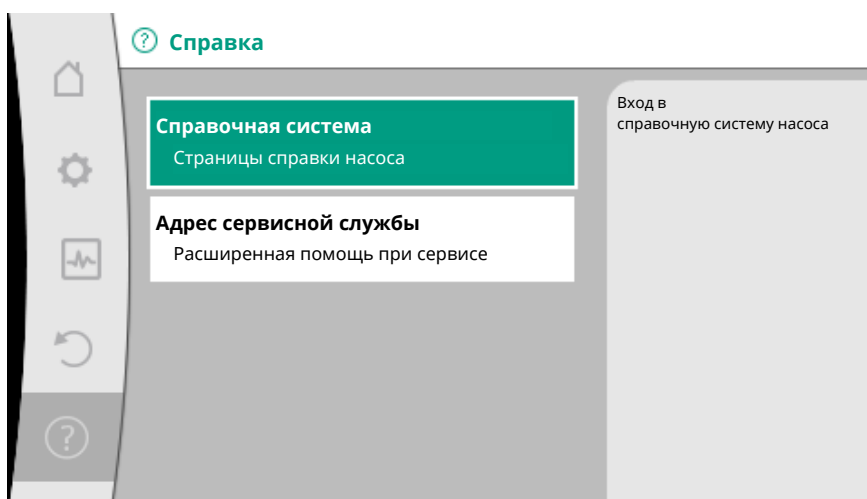 Справка
Справочная система
Страницы справки насоса
Адрес сервисной службы
Расширенная помощь при сервисе
Вход в
справочную систему насоса